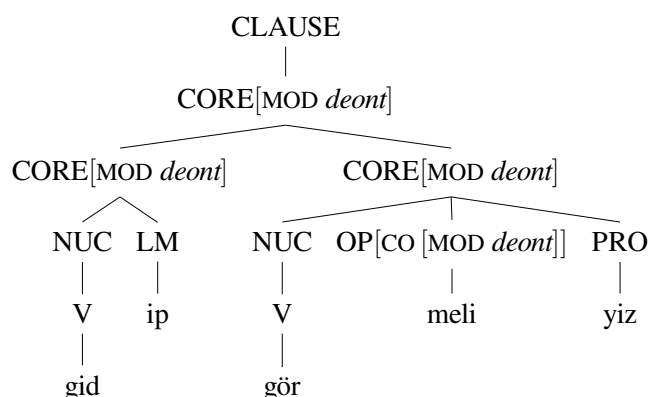 CLAUSE
CORE[MOD deont]
CORE[MOD deont] CORE[MOD deont]
NUC LM NUC OP[CO [MOD deont]] PRO
V ip V meli yiz
gid gör